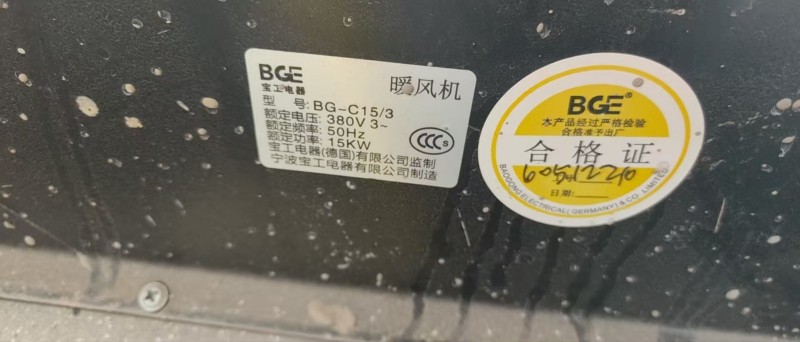 BGE
宝工电器
暖风机
型 号: BG-C15/3
额定电压: 380V 3~
额定频率: 50Hz
额定功率: 15KW
宝工电器(德国)有限公司监制
宁波宝工电器有限公司制造
CCC S
BGE®
本产品经过严格检验
合格准予出厂
合格证
日期:
BAOGONG ELECTRICAL (GERMANY) & CO. LIMITED